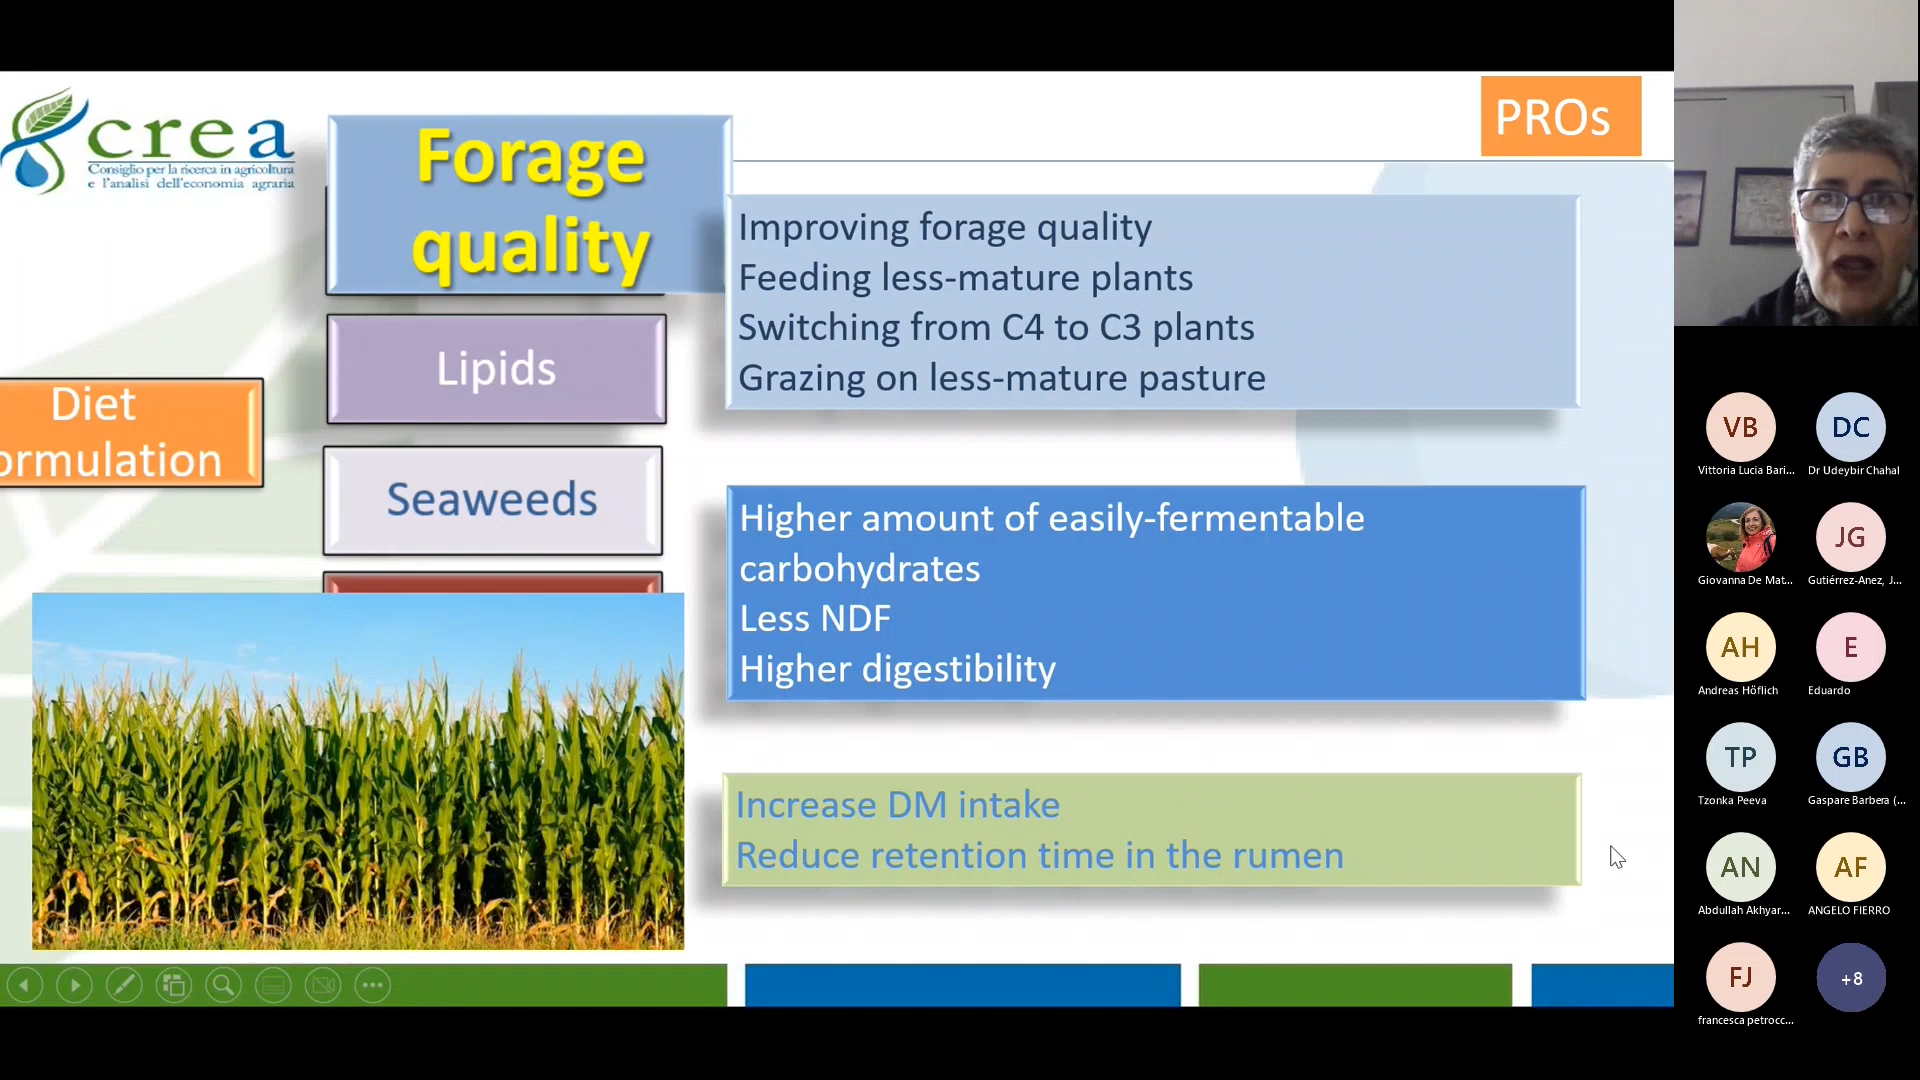 crea
Consiglio per la ricerca in agricoltura
e l'analisi dell'economia agraria
PROs
Forage
quality
Lipids
Seaweeds
Diet
ormulation
Improving forage quality
Feeding less-mature plants
Switching from C4 to C3 plants
Grazing on less-mature pasture
Higher amount of easily-fermentable
carbohydrates
Less NDF
Higher digestibility
Increase DM intake
Reduce retention time in the rumen
VB
DC
Vittoria Lucia Bari...
Dr Udeybir Chahal
JG
Giovanna De Mat...
Gutiérrez-Anez, J...
AH
E
Andreas Höflich
Eduardo
TP
GB
Tzonka Peeva
Gaspare Barbera (...
AN
AF
Abdullah Akhyar...
ANGELO FIERRO
FJ
+8
francesca petrocc...